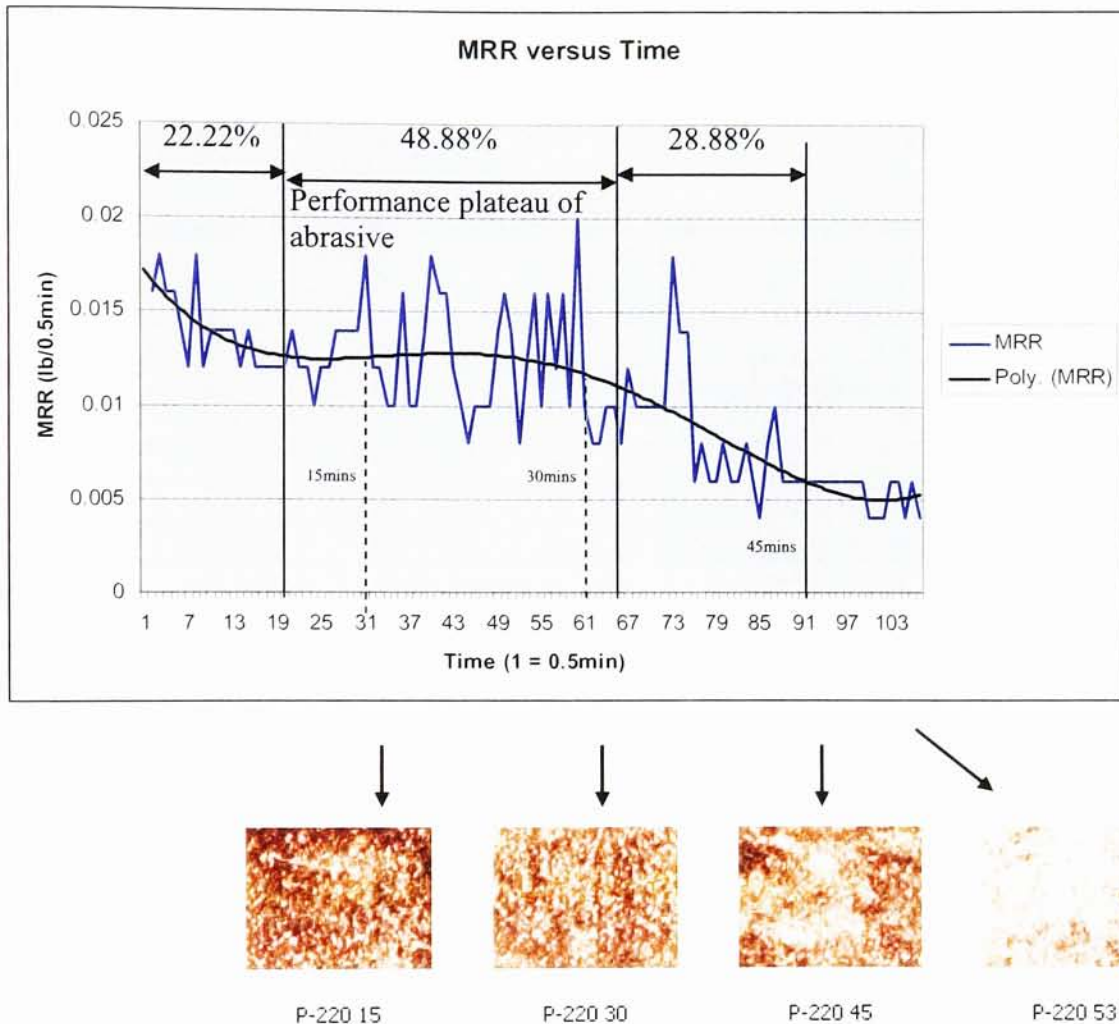 MRR versus Time
0.025
22.22%
48.88%
28.88%
0.02
Performance plateau of
abrasive
0.015
MRR (lb/0.5min)
MRR
Poly. (MRR)
0.01
15mins
30mins
0.005
45mins
0
1 7 13 19 25 31 37 43 49 55 61 67 73 79 85 91 97 103
Time (1 = 0.5min)
P-220 15
P-220 30
P-220 45
P-220 53